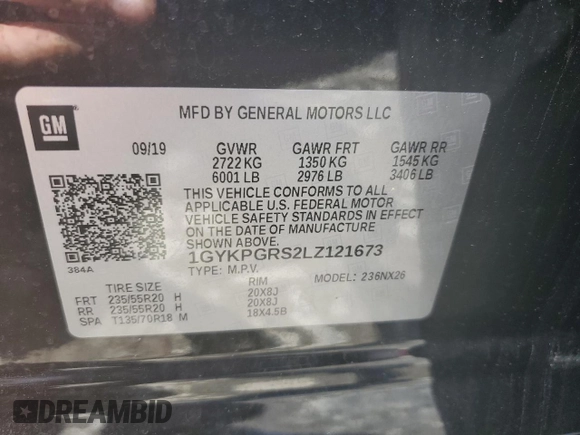 GM
MFD BY GENERAL MOTORS LLC
09/19 GVWR GAWR FRT GAWR RR
2722 KG 1350 KG 1545 KG
6001 LB 2976 LB 3406 LB
THIS VEHICLE CONFORMS TO ALL
APPLICABLE U.S. FEDERAL MOTOR
VEHICLE SAFETY STANDARDS IN EFFECT
ON THE DATE OF MANUFACTURE
SHOWN ABOVE.
384A 1GYKPGRS2LZ121673
TYPE: M.P.V. MODEL: 236NX26
TIRE SIZE RIM
FRT 235/55R20 H 20X8J
RR 235/55R20 H 20X8J
SPA T135/70R18 M 18X4.5B
DREAMBID